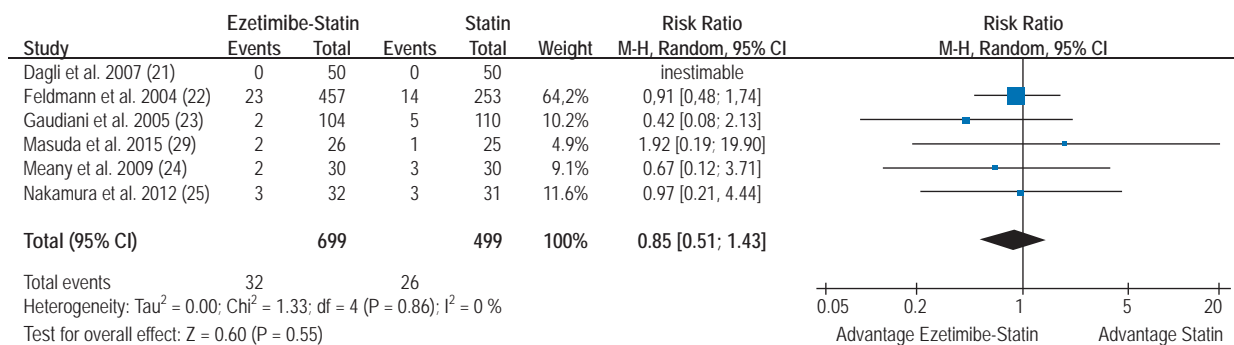 Ezetimibe-Statin Statin Risk Ratio Risk Ratio
Study Events Total Events Total Weight M-H, Random, 95% CI M-H, Random, 95% CI
Dagli et al. 2007 (21) 0 50 0 50 inestimable
Feldmann et al. 2004 (22) 23 457 14 253 64,2% 0,91 [0,48; 1,74]
Gaudiani et al. 2005 (23) 2 104 5 110 10.2% 0.42 [0.08; 2.13]
Masuda et al. 2015 (29) 2 26 1 25 4.9% 1.92 [0.19; 19.90]
Meany et al. 2009 (24) 2 30 3 30 9.1% 0.67 [0.12; 3.71]
Nakamura et al. 2012 (25) 3 32 3 31 11.6% 0.97 [0.21, 4.44]
Total (95% CI) 699 499 100% 0.85 [0.51; 1.43]
Total events 32 26
Heterogeneity: Tau² = 0.00; Chi² = 1.33; df = 4 (P = 0.86); I² = 0 %
Test for overall effect: Z = 0.60 (P = 0.55)
0.05 0.2 1 5 20
Advantage Ezetimibe-Statin Advantage Statin